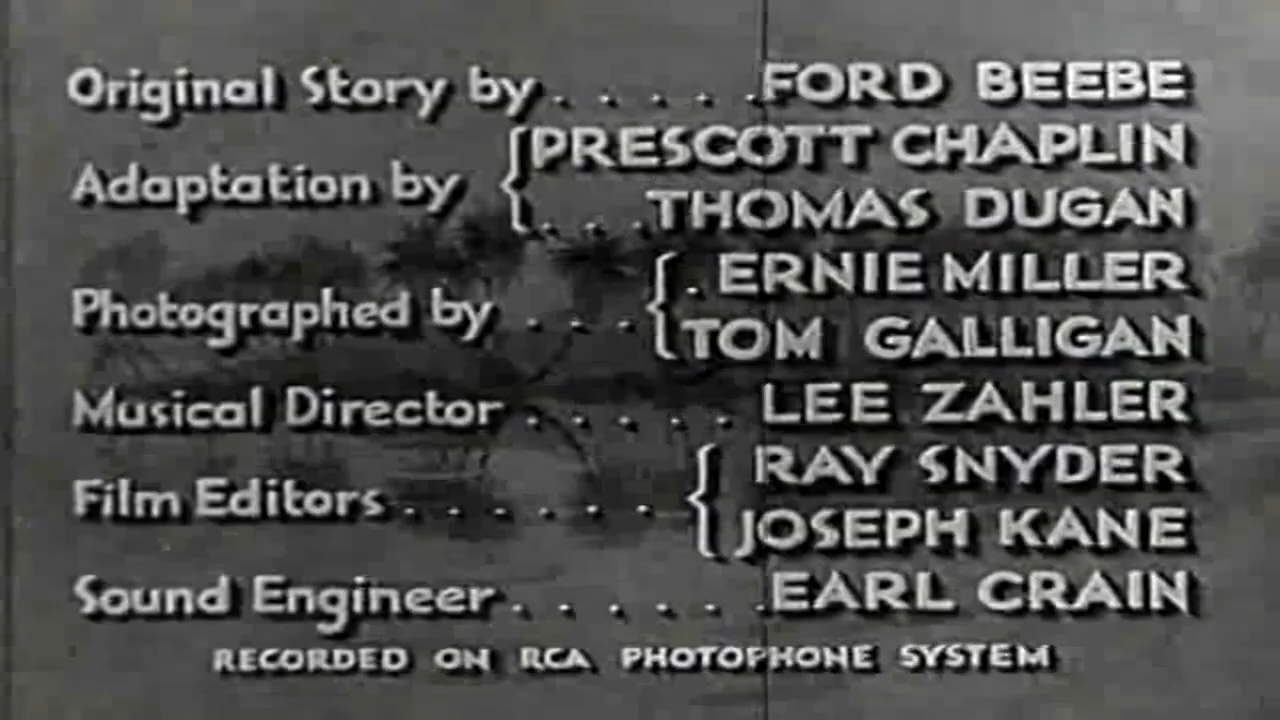 Original Story by . . . . . . FORD BEEBE
Adaptation by { PRESCOTT CHAPLIN
. . . THOMAS DUGAN
Photographed by . . . { . ERNIE MILLER
TOM GALLIGAN
Musical Director . . . . . LEE ZAHLER
Film Editors . . . . . . { RAY SNYDER
JOSEPH KANE
Sound Engineer . . . . . . EARL CRAIN
RECORDED ON RCA PHOTOPHONE SYSTEM